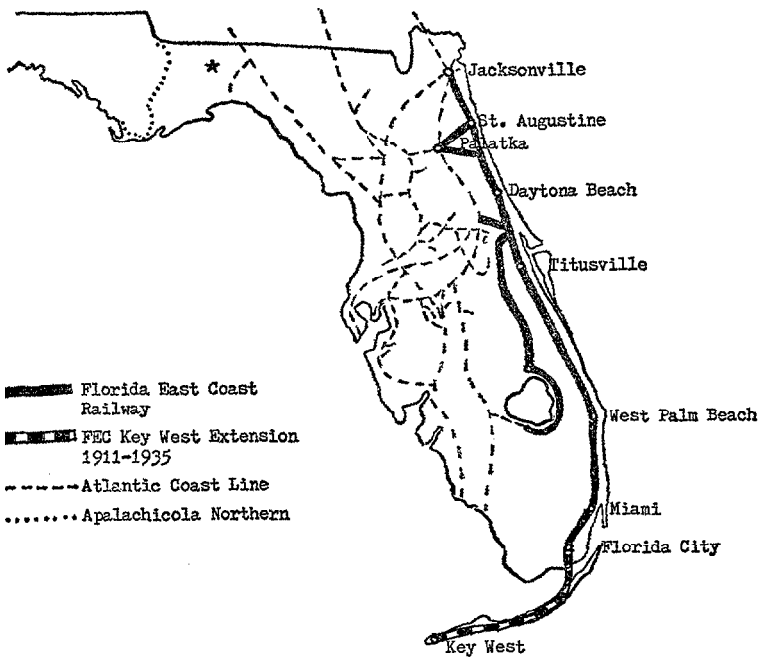 *
Jacksonville
St. Augustine
Palatka
Daytona Beach
Titusville
Florida East Coast
Railway
West Palm Beach
FEC Key West Extension
1911-1935
Atlantic Coast Line
Apalachicola Northern
Miami
Florida City
Key West